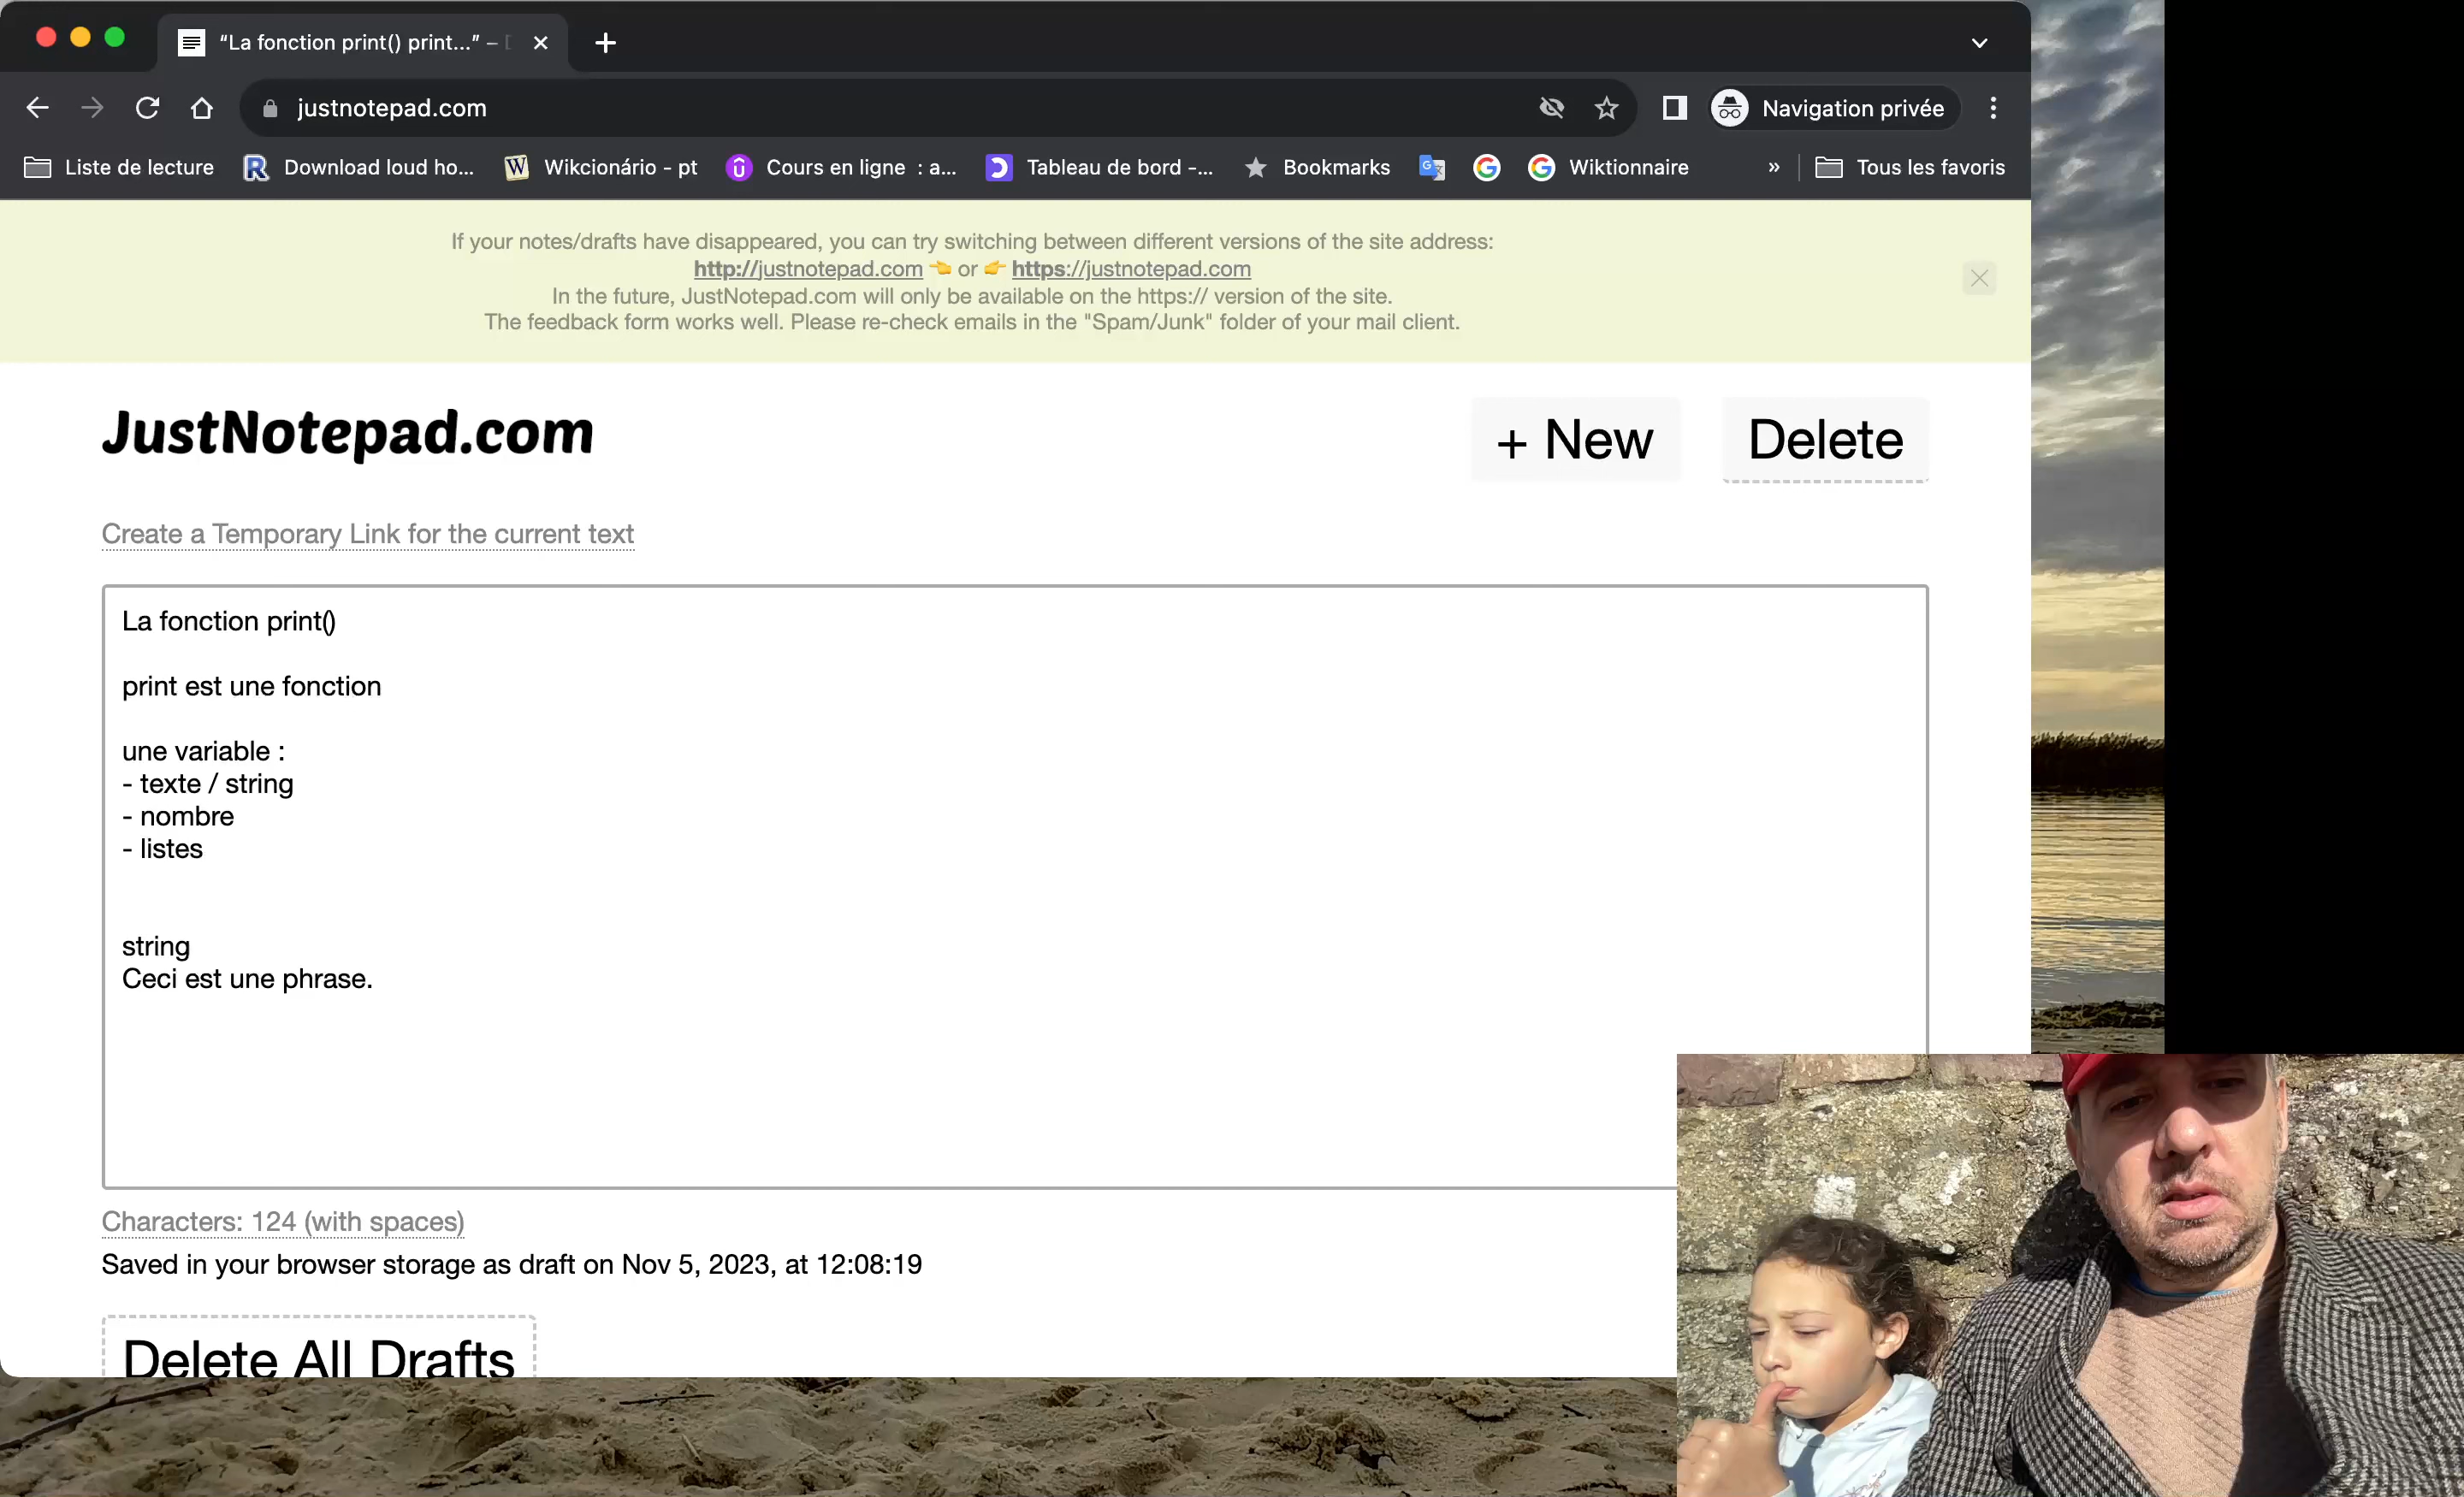 “La fonction print() print...” –
justnotepad.com
Navigation privée
Liste de lecture
Download loud ho...
Wikcionário - pt
Cours en ligne : a...
Tableau de bord -...
Bookmarks
Wiktionnaire
»
Tous les favoris
If your notes/drafts have disappeared, you can try switching between different versions of the site address:
http://justnotepad.com 👈 or 👉 https://justnotepad.com
In the future, JustNotepad.com will only be available on the https:// version of the site.
The feedback form works well. Please re-check emails in the "Spam/Junk" folder of your mail client.
JustNotepad.com
+ New
Delete
Create a Temporary Link for the current text
La fonction print()
print est une fonction
une variable :
- texte / string
- nombre
- listes
string
Ceci est une phrase.
Characters: 124 (with spaces)
Saved in your browser storage as draft on Nov 5, 2023, at 12:08:19
Delete All Drafts